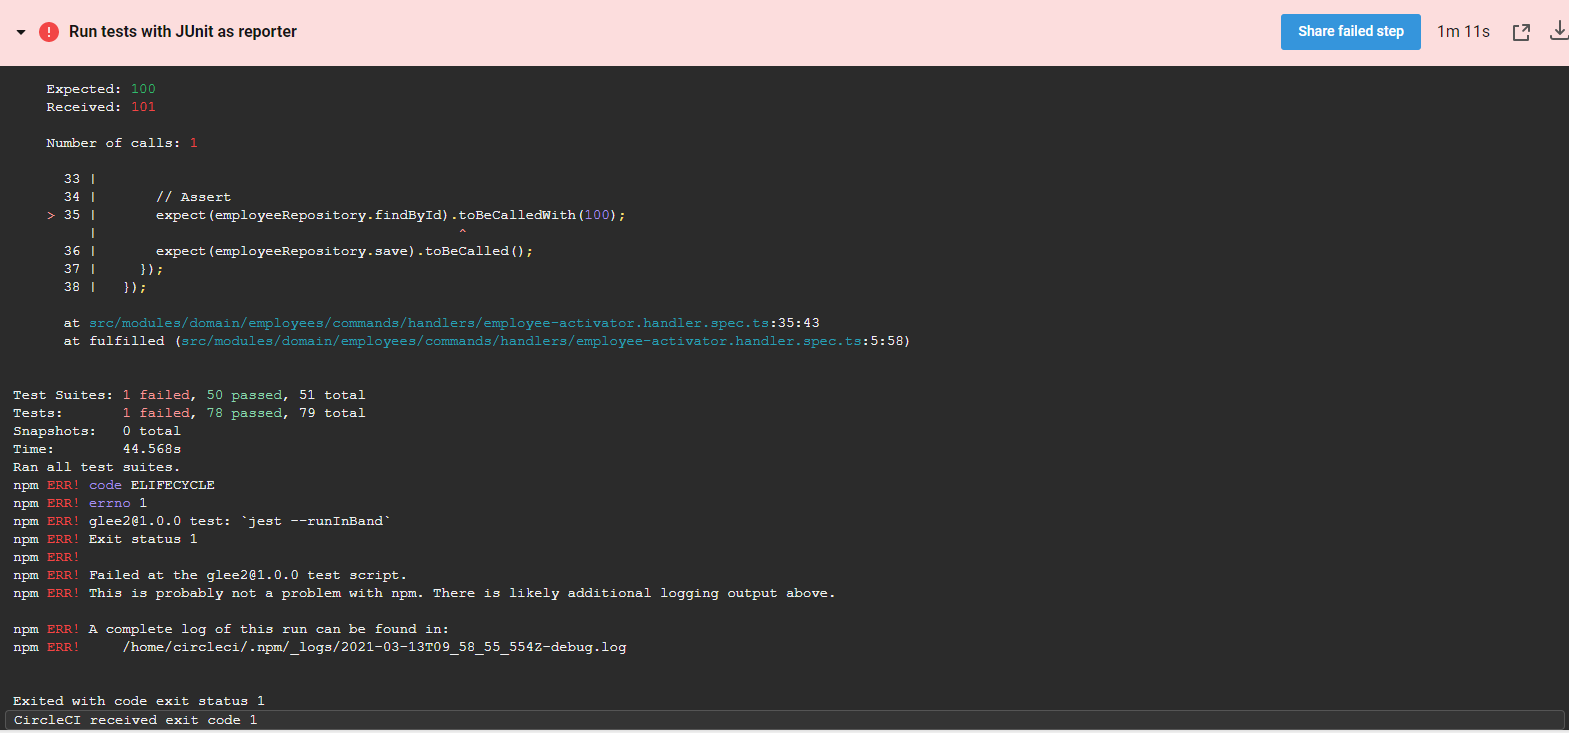 Run tests with JUnit as reporter
Share failed step
1m 11s
Expected: 100
Received: 101
Number of calls: 1
33 |
34 |       // Assert
> 35 |       expect(employeeRepository.findById).toBeCalledWith(100);
|                                            ^
36 |       expect(employeeRepository.save).toBeCalled();
37 |     });
38 |   });
at src/modules/domain/employees/commands/handlers/employee-activator.handler.spec.ts:35:43
at fulfilled (src/modules/domain/employees/commands/handlers/employee-activator.handler.spec.ts:5:58)
Test Suites: 1 failed, 50 passed, 51 total
Tests:       1 failed, 78 passed, 79 total
Snapshots:   0 total
Time:        44.568s
Ran all test suites.
npm ERR! code ELIFECYCLE
npm ERR! errno 1
npm ERR! glee2@1.0.0 test: `jest --runInBand`
npm ERR! Exit status 1
npm ERR!
npm ERR! Failed at the glee2@1.0.0 test script.
npm ERR! This is probably not a problem with npm. There is likely additional logging output above.
npm ERR! A complete log of this run can be found in:
npm ERR!     /home/circleci/.npm/_logs/2021-03-13T09_58_55_554Z-debug.log
Exited with code exit status 1
CircleCI received exit code 1